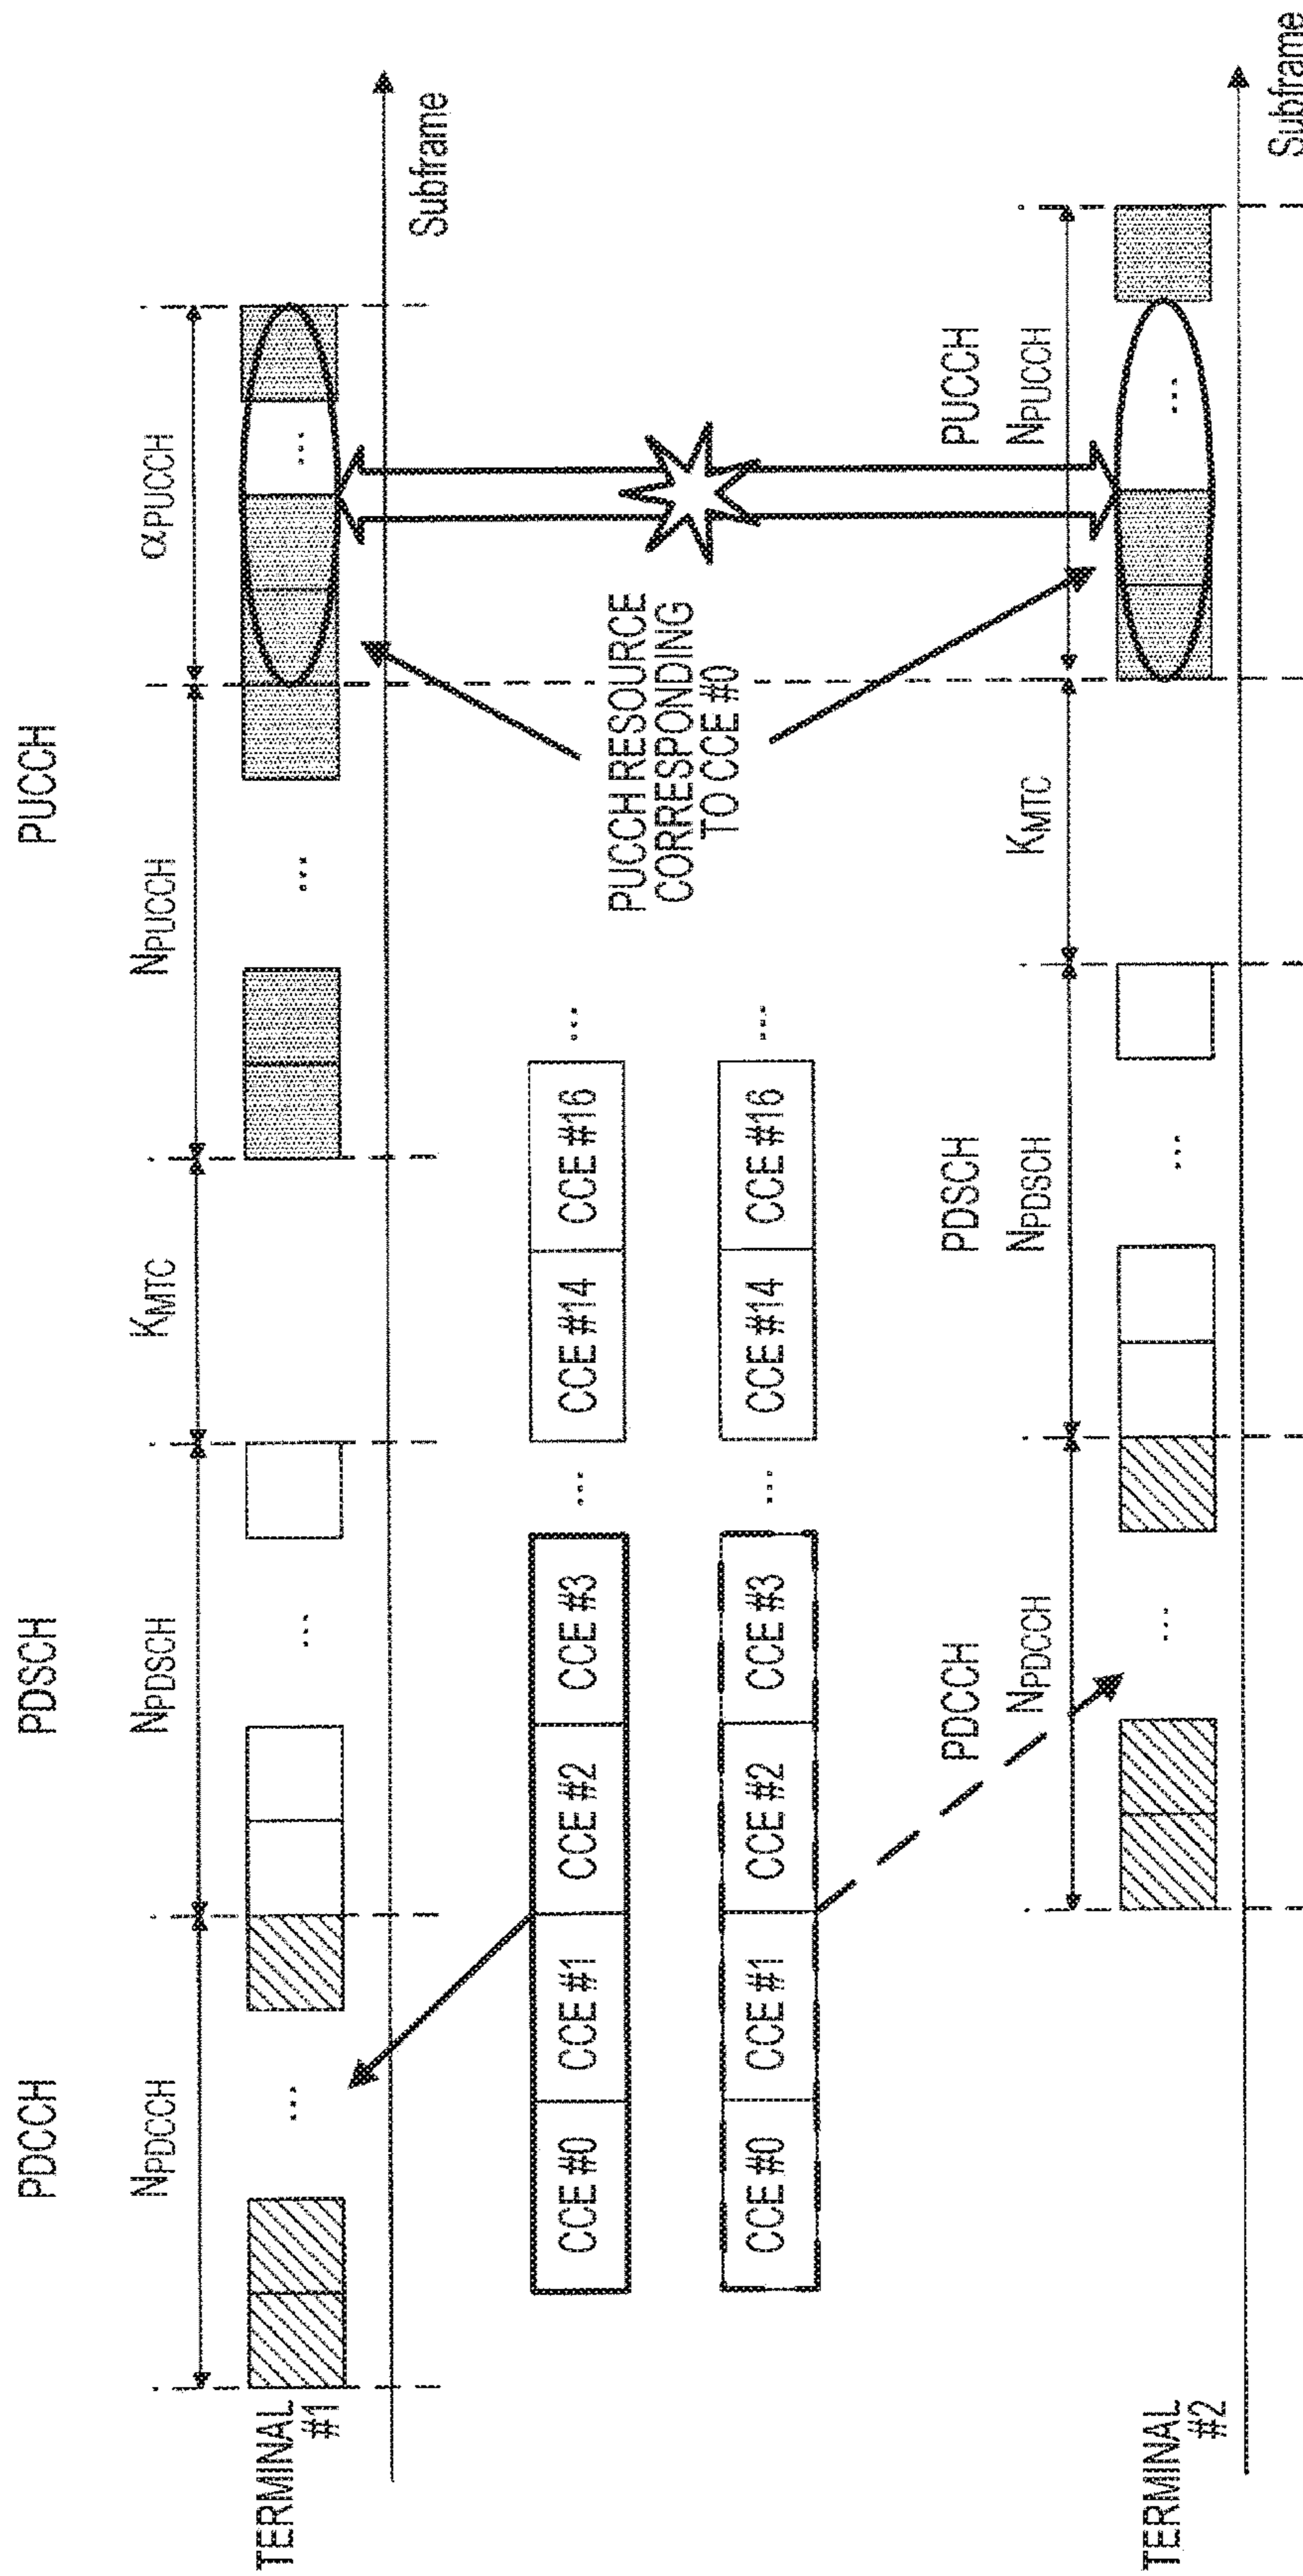 PDCCH PDSCH PUCCH
NPDCCH NPDSCH KMTC NPUCCH αPUCCH
TERMINAL
#1
... ... ... ...
Subframe
CCE #0 CCE #1 CCE #2 CCE #3 ... CCE #14 CCE #16 ...
PUCCH RESOURCE
CORRESPONDING
TO CCE #0
CCE #0 CCE #1 CCE #2 CCE #3 ... CCE #14 CCE #16 ...
PDCCH PDSCH PUCCH
NPDCCH NPDSCH KMTC NPUCCH
TERMINAL
#2
... ... ...
Subframe